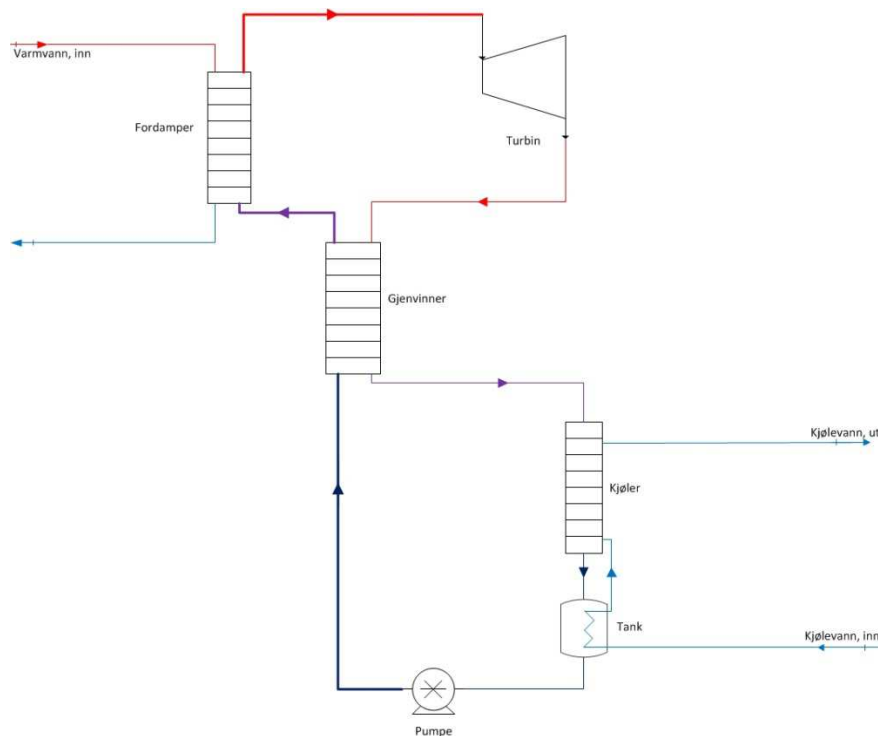 Varmvann, inn
Fordamper
Turbin
Gjenvinner
Kjølevann, ut
Kjøler
Tank
Kjølevann, inn
Pumpe